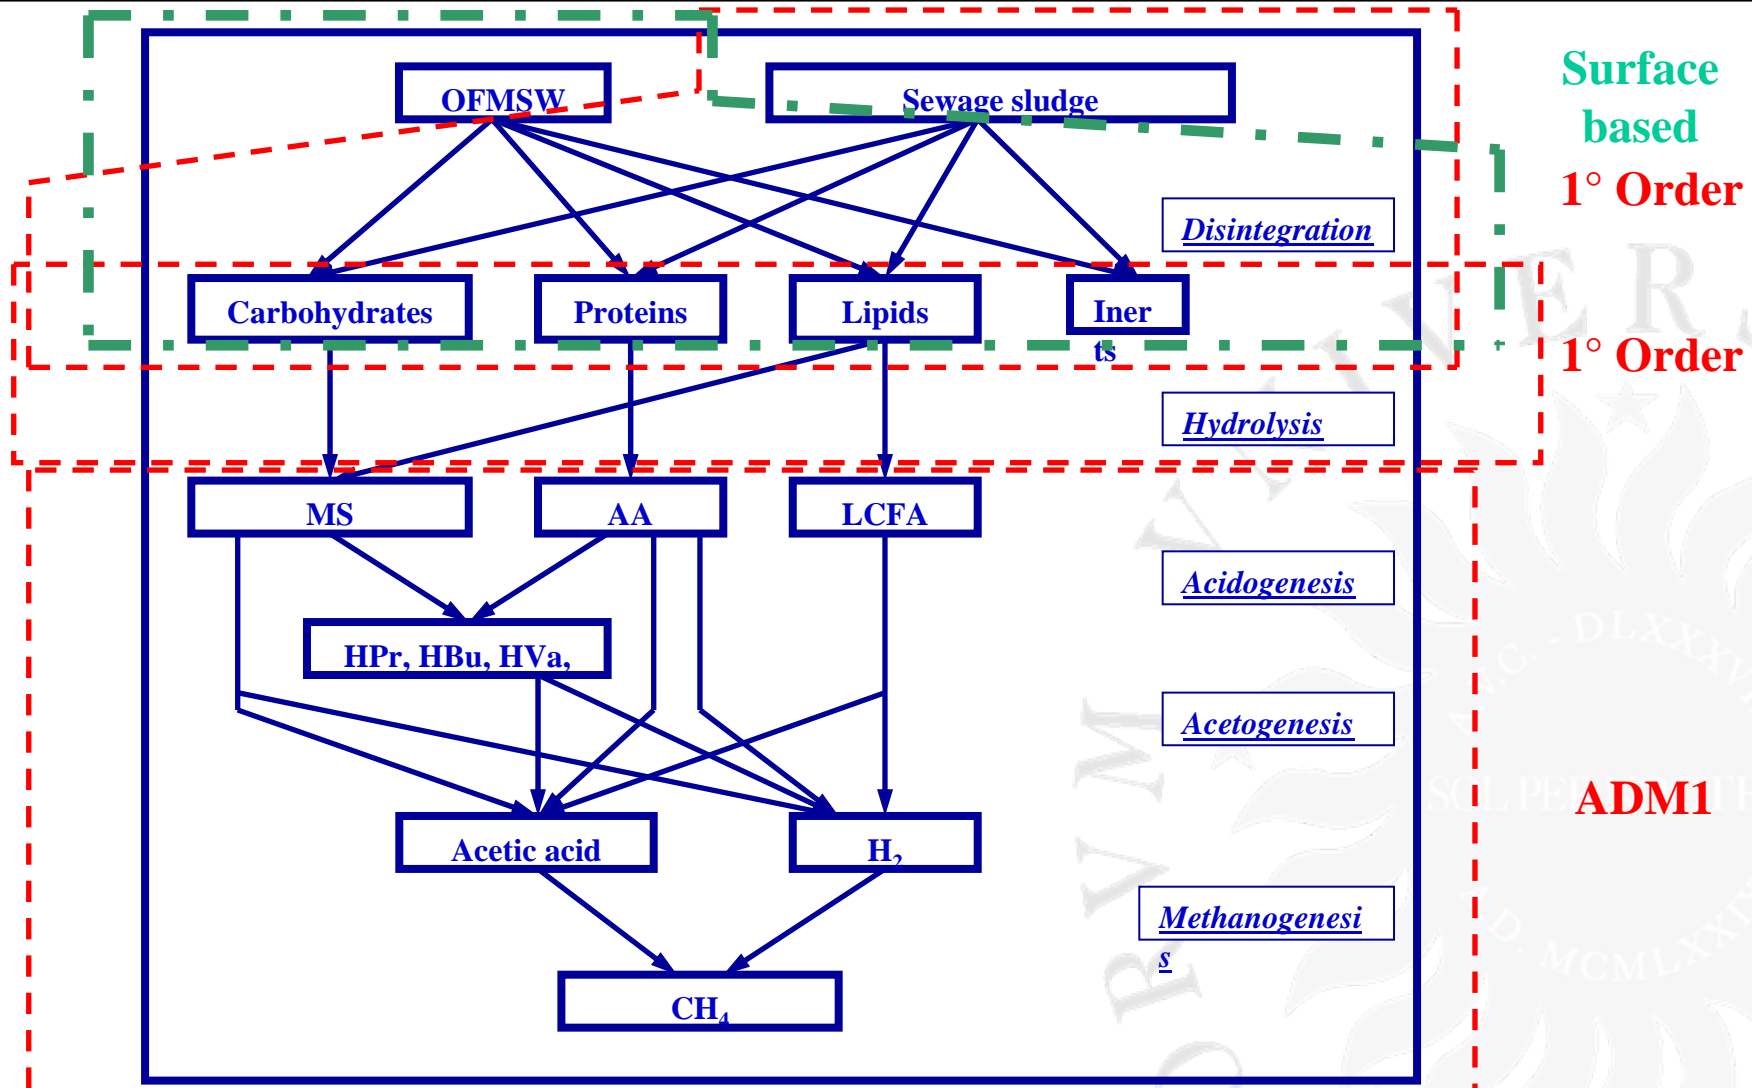 Surface
based
1° Order
OFMSW
Sewage sludge
Disintegration
Carbohydrates
Proteins
Lipids
Iner
ts
1° Order
Hydrolysis
MS
AA
LCFA
Acidogenesis
HPr, HBu, HVa,
Acetogenesis
ADM1
Acetic acid
H₂
Methanogenesi
s
CH₄